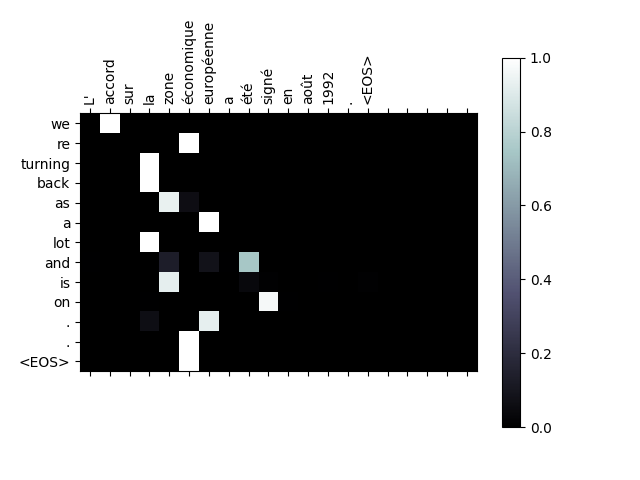 L'
accord
sur
la
zone
économique
européenne
a
été
signé
en
août
1992
.
<EOS>
we
re
turning
back
as
a
lot
and
is
on
.
.
<EOS>
1.0
0.8
0.6
0.4
0.2
0.0